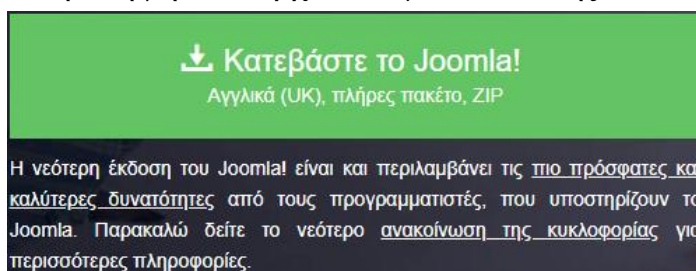 Κατεβάστε το Joomla!
Αγγλικά (UK), πλήρες πακέτο, ZIP
Η νεότερη έκδοση του Joomla! είναι και περιλαμβάνει τις πιο πρόσφατες και
καλύτερες δυνατότητες από τους προγραμματιστές, που υποστηρίζουν το
Joomla. Παρακαλώ δείτε το νεότερο ανακοίνωση της κυκλοφορίας για
περισσότερες πληροφορίες.